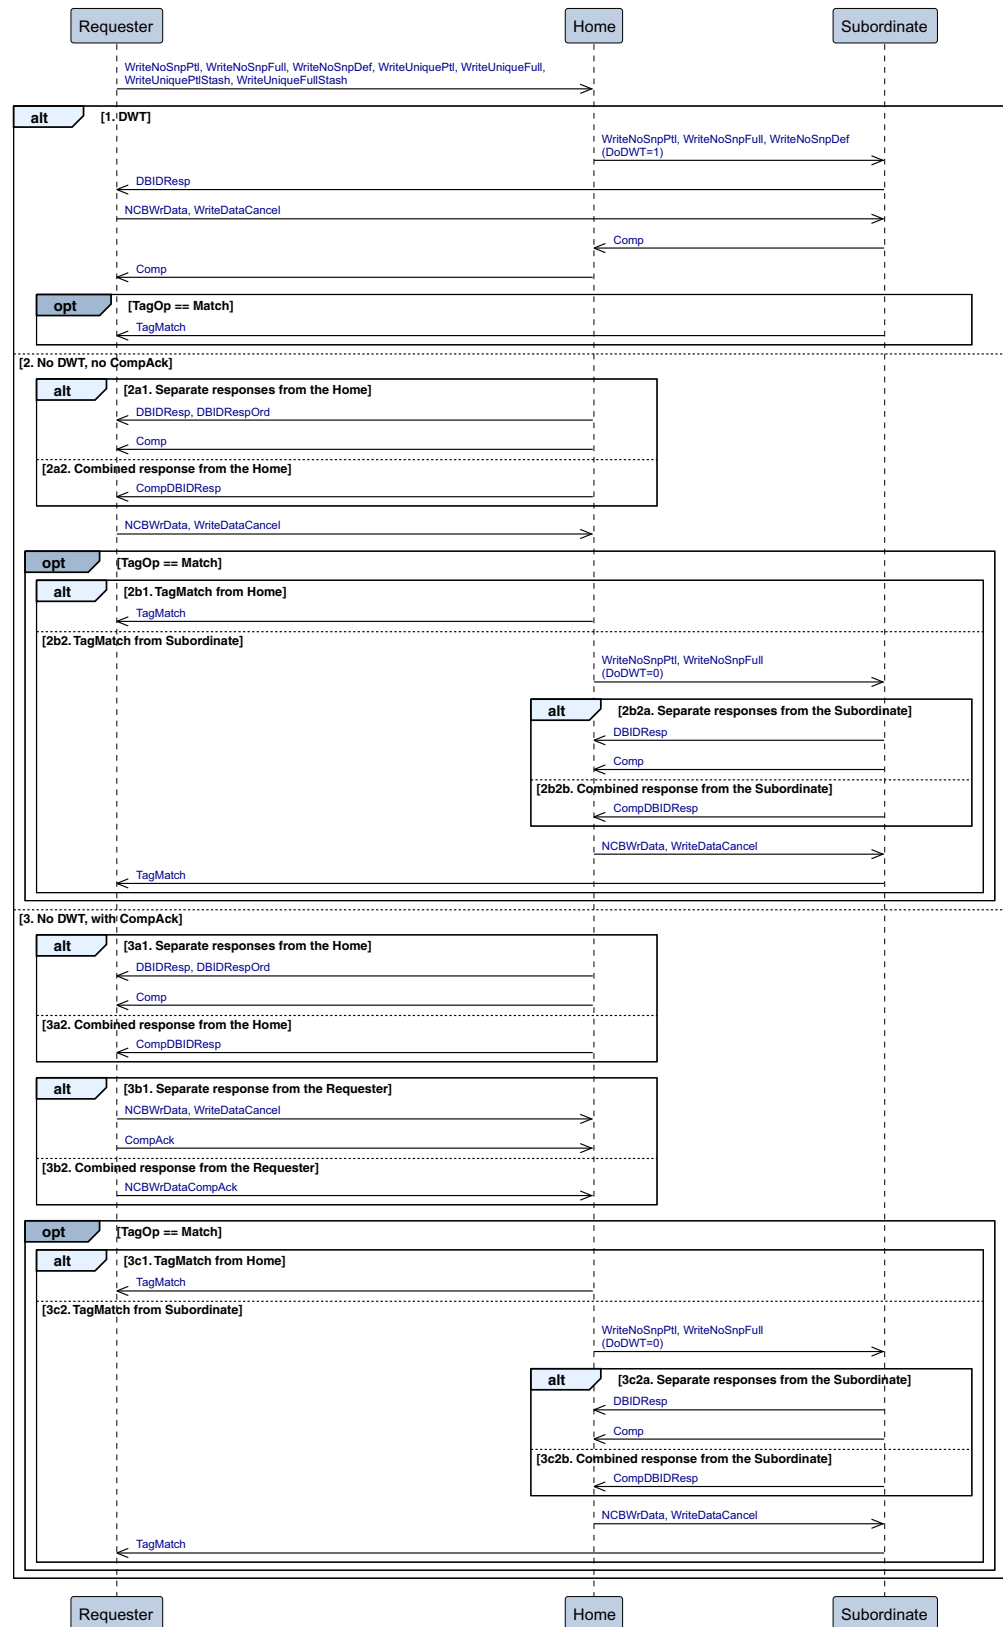 Requester
Home
Subordinate
WriteNoSnpPtl, WriteNoSnpFull, WriteNoSnpDef, WriteUniquePtl, WriteUniqueFull,
WriteUniquePtlStash, WriteUniqueFullStash
alt
[1. DWT]
WriteNoSnpPtl, WriteNoSnpFull, WriteNoSnpDef
(DoDWT=1)
DBIDResp
NCBWrData, WriteDataCancel
Comp
Comp
opt
[TagOp == Match]
TagMatch
[2. No DWT, no CompAck]
alt
[2a1. Separate responses from the Home]
DBIDResp, DBIDRespOrd
Comp
[2a2. Combined response from the Home]
CompDBIDResp
NCBWrData, WriteDataCancel
opt
[TagOp == Match]
alt
[2b1. TagMatch from Home]
TagMatch
[2b2. TagMatch from Subordinate]
WriteNoSnpPtl, WriteNoSnpFull
(DoDWT=0)
alt
[2b2a. Separate responses from the Subordinate]
DBIDResp
Comp
[2b2b. Combined response from the Subordinate]
CompDBIDResp
NCBWrData, WriteDataCancel
TagMatch
[3. No DWT, with CompAck]
alt
[3a1. Separate responses from the Home]
DBIDResp, DBIDRespOrd
Comp
[3a2. Combined response from the Home]
CompDBIDResp
alt
[3b1. Separate response from the Requester]
NCBWrData, WriteDataCancel
CompAck
[3b2. Combined response from the Requester]
NCBWrDataCompAck
opt
[TagOp == Match]
alt
[3c1. TagMatch from Home]
TagMatch
[3c2. TagMatch from Subordinate]
WriteNoSnpPtl, WriteNoSnpFull
(DoDWT=0)
alt
[3c2a. Separate responses from the Subordinate]
DBIDResp
Comp
[3c2b. Combined response from the Subordinate]
CompDBIDResp
NCBWrData, WriteDataCancel
TagMatch
Requester
Home
Subordinate